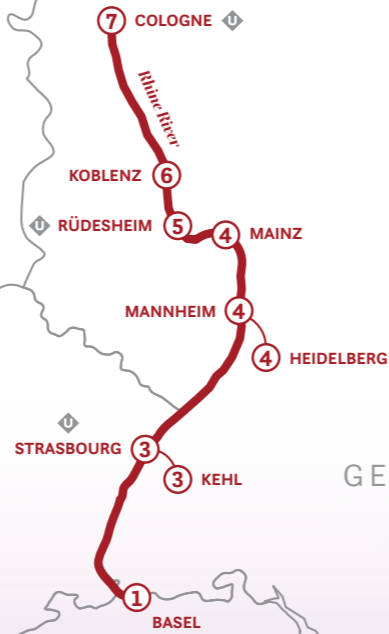 7 COLOGNE U
Rhine River
KOBLENZ 6
U RÜDESHEIM 5
4 MAINZ
MANNHEIM 4
4 HEIDELBERG
U
STRASBOURG 3
3 KEHL
GE
1
BASEL